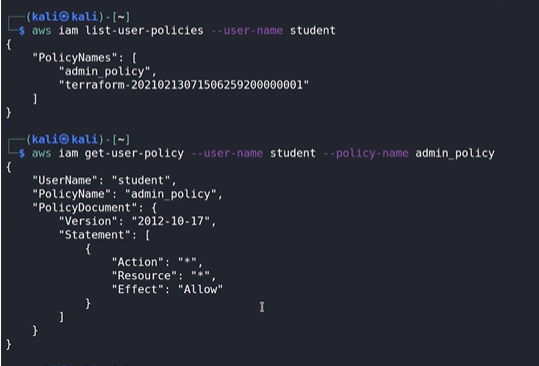 ┌──(kali㉿kali)-[~]
└─$ aws iam list-user-policies --user-name student
{
    "PolicyNames": [
        "admin_policy",
        "terraform-20210213071506259200000001"
    ]
}
┌──(kali㉿kali)-[~]
└─$ aws iam get-user-policy --user-name student --policy-name admin_policy
{
    "UserName": "student",
    "PolicyName": "admin_policy",
    "PolicyDocument": {
        "Version": "2012-10-17",
        "Statement": [
            {
                "Action": "*",
                "Resource": "*",
                "Effect": "Allow"
            }
        ]
    }
}